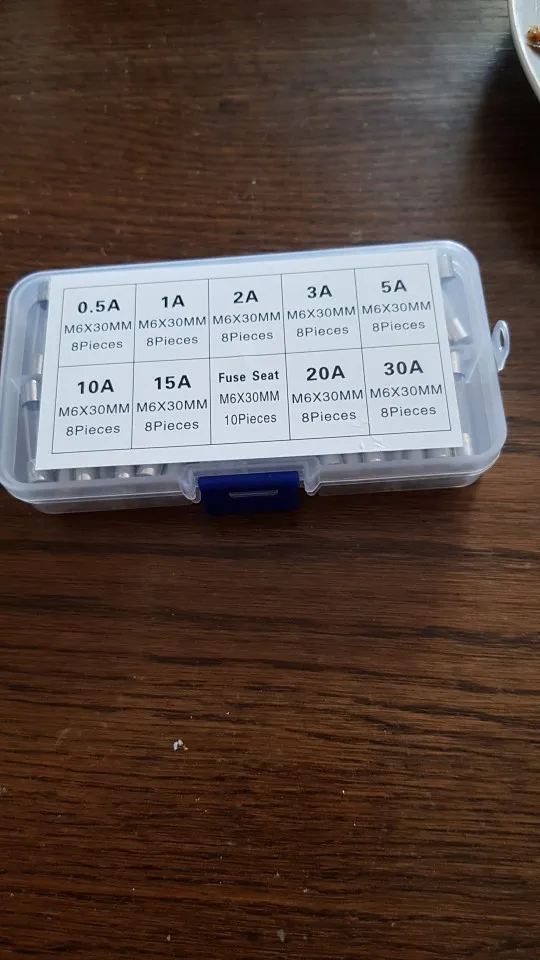 0.5A
M6X30MM
8Pieces
1A
M6X30MM
8Pieces
2A
M6X30MM
8Pieces
3A
M6X30MM
8Pieces
5A
M6X30MM
8Pieces
10A
M6X30MM
8Pieces
15A
M6X30MM
8Pieces
Fuse Seat
M6X30MM
10Pieces
20A
M6X30MM
8Pieces
30A
M6X30MM
8Pieces